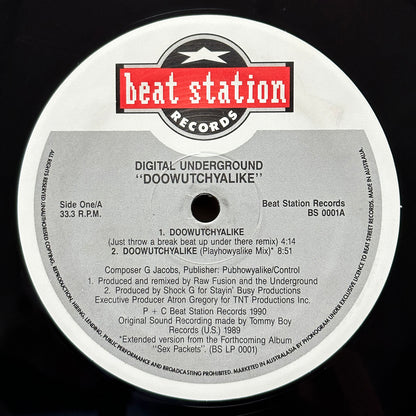 beat station
RECORDS
DIGITAL UNDERGROUND
"DOOWUTCHYALIKE"
Side One/A
33.3 R.P.M.
Beat Station Records
BS 0001A
1. DOOWUTCHYALIKE
(Just throw a break beat up under there remix) 4:14
2. DOOWUTCHYALIKE (Playhowyalike Mix)* 8:51
Composer G Jacobs, Publisher: Pubhowyalike/Control
1. Produced and remixed by Raw Fusion and the Underground
2. Produced by Shock G for Stayin' Busy Productions
Executive Producer Atron Gregory for TNT Productions Inc.
P + C Beat Station Records 1990
Original Sound Recording made by Tommy Boy
Records (U.S.) 1989
*Extended version from the Forthcoming Album
"Sex Packets". (BS LP 0001)
ALL RIGHTS RESERVED. UNAUTHORISED COPYING, REPRODUCTION, HIRING, LENDING, PUBLIC PERFORMANCE AND BROADCASTING PROHIBITED. MARKETED IN AUSTRALASIA BY PHONOGRAM UNDER EXCLUSIVE LICENCE TO BEAT STREET RECORDS. MADE IN AUSTRALIA.